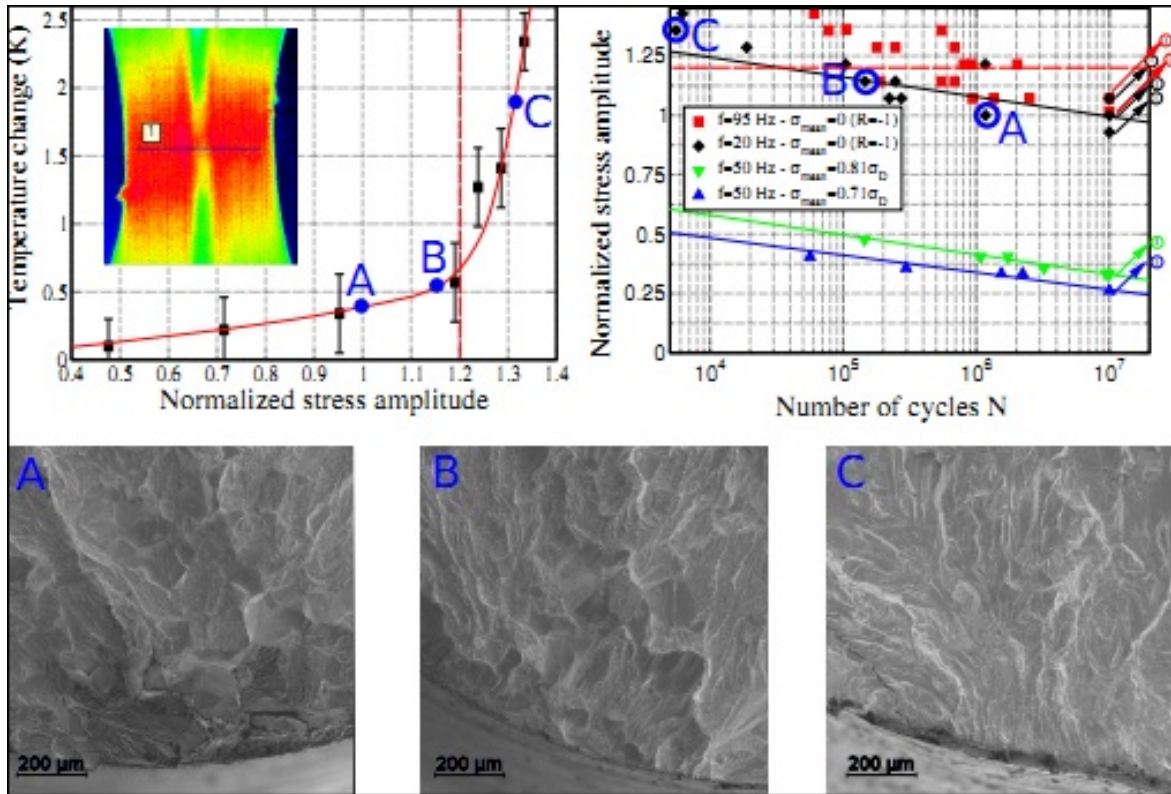 Temperature change (K)
2.5
2
1.5
1
0.5
0
1
A
B
C
0.4 0.5 0.6 0.7 0.8 0.9 1 1.1 1.2 1.3 1.4
Normalized stress amplitude
Normalized stress amplitude
1.25
1
0.75
0.5
0.25
0
C
B
A
f=95 Hz - σmean=0 (R=-1)
f=20 Hz - σmean=0 (R=-1)
f=50 Hz - σmean=0.81σD
f=50 Hz - σmean=0.71σD
10⁴ 10⁵ 10⁶ 10⁷
Number of cycles N
A
200 µm
B
200 µm
C
200 µm